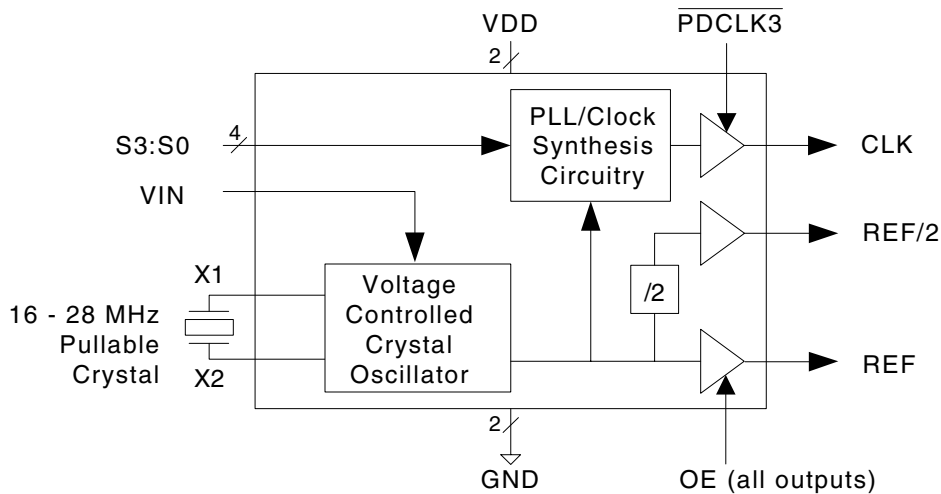 VDD
PDCLK3
2
PLL/Clock
Synthesis
Circuitry
S3:S0
4
CLK
VIN
REF/2
X1
Voltage
Controlled
Crystal
Oscillator
/2
16 - 28 MHz
Pullable
Crystal
X2
REF
2
GND
OE (all outputs)